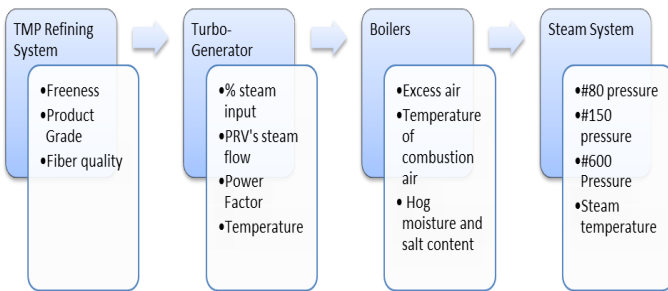 TMP Refining
System
•Freeness
•Product
Grade
•Fiber quality
Turbo-
Generator
•% steam
input
•PRV's steam
flow
•Power
Factor
•Temperature
Boilers
•Excess air
•Temperature
of
combustion
air
• Hog
moisture and
salt content
Steam System
•#80 pressure
•#150
pressure
•#600
Pressure
•Steam
temperature